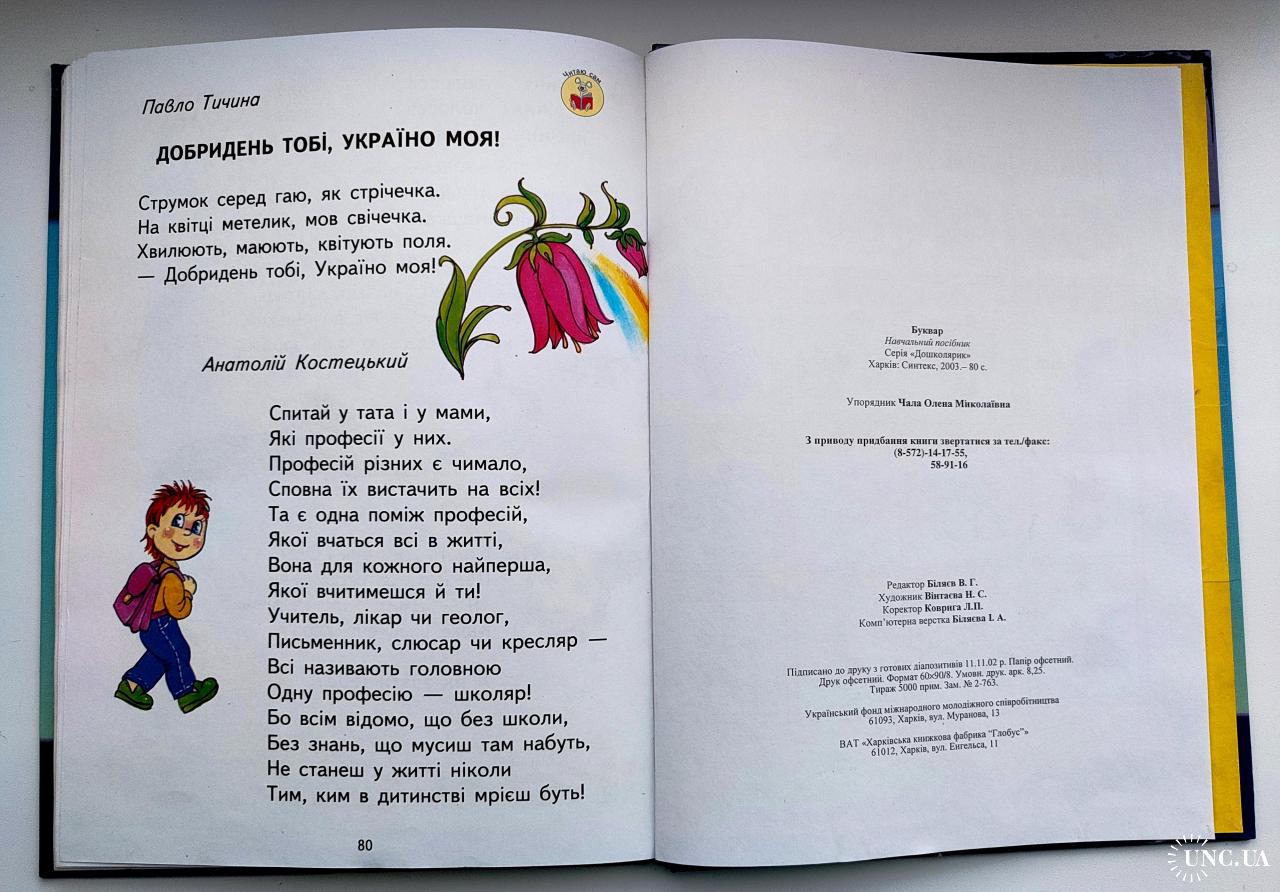 Читаю сам
Павло Тичина
ДОБРИДЕНЬ ТОБІ, УКРАЇНО МОЯ!
Струмок серед гаю, як стрічечка.
На квітці метелик, мов свічечка.
Хвилюють, маюють, квітують поля.
— Добридень тобі, Україно моя!
Анатолій Костецький
Спитай у тата і у мами,
Які професії у них.
Професій різних є чимало,
Сповна їх вистачить на всіх!
Та є одна поміж професій,
Якої вчаться всі в житті,
Вона для кожного найперша,
Якої вчитимешся й ти!
Учитель, лікар чи геолог,
Письменник, слюсар чи кресляр —
Всі називають головною
Одну професію — школяр!
Бо всім відомо, що без школи,
Без знань, що мусиш там набуть,
Не станеш у житті ніколи
Тим, ким в дитинстві мрієш буть!
80
Буквар
Навчальний посібник
Серія «Дошколярик»
Харків: Синтекс, 2003.– 80 с.
Упорядник Чала Олена Миколаївна
З приводу придбання книги звертатися за тел./факс:
(8-572)-14-17-55,
58-91-16
Редактор Біляєв В. Г.
Художник Вінтаєва Н. С.
Коректор Коврига Л.П.
Комп’ютерна верстка Біляєва І. А.
Підписано до друку з готових діапозитивів 11.11.02 р. Папір офсетний.
Друк офсетний. Формат 60×90/8. Умовн. друк. арк. 8,25.
Тираж 5000 прим. Зам. № 2-763.
Український фонд міжнародного молодіжного співробітництва
61093, Харків, вул. Муранова, 13
ВАТ «Харківська книжкова фабрика “Глобус”»
61012, Харків, вул. Енгельса, 11
UNC.UA